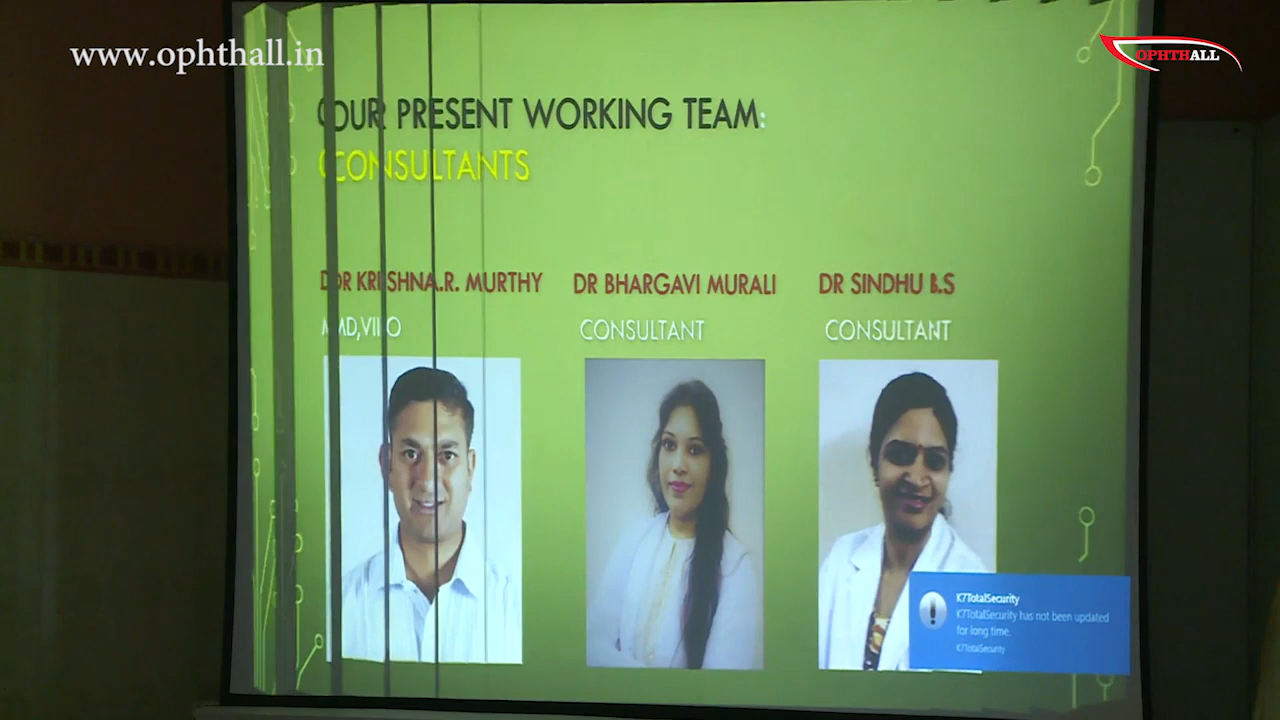 www.ophthall.in
OPHTHALL
OUR PRESENT WORKING TEAM:
CONSULTANTS
DR KRISHNA.R. MURTHY
DR BHARGAVI MURALI
DR SINDHU B.S
CONSULTANT
CONSULTANT
K7TotalSecurity
K7TotalSecurity has not been updated
for long time.
K7TotalSecurity